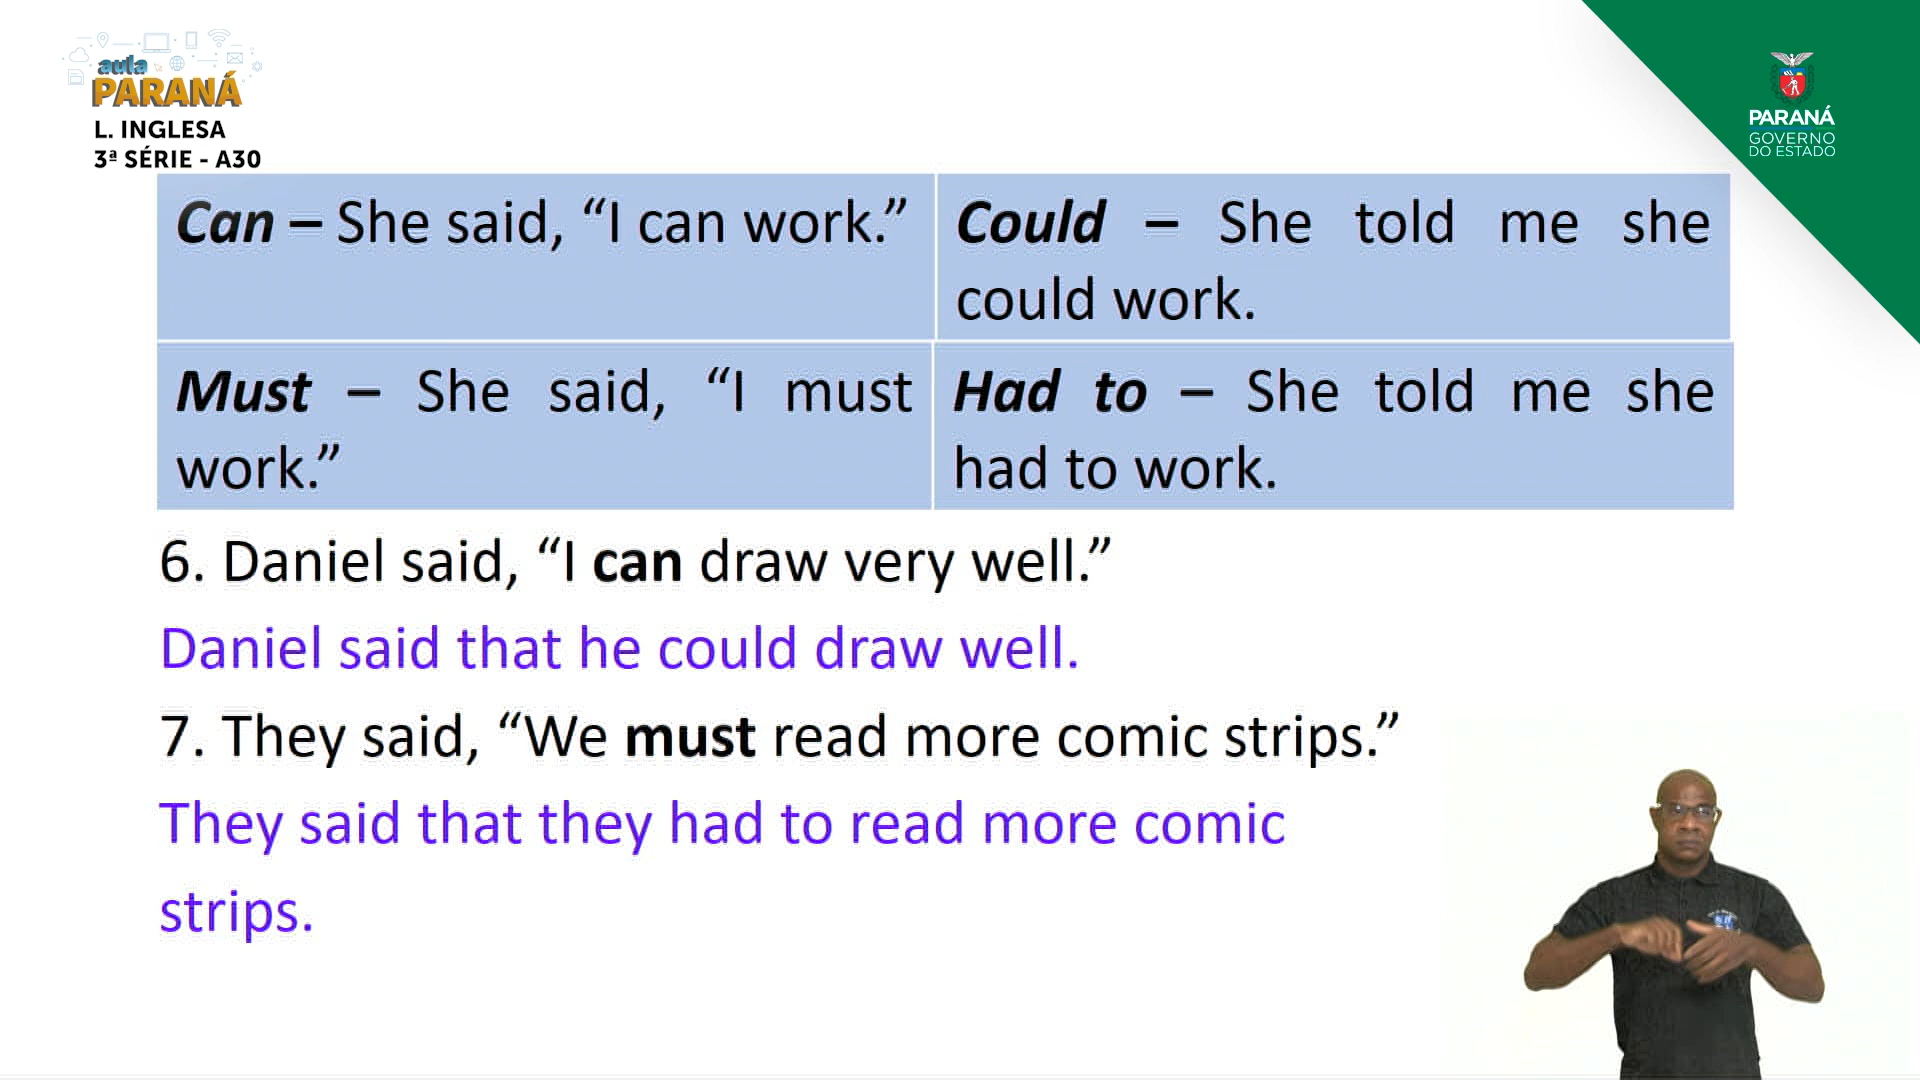 aula
PARANÁ
L. INGLESA
3ª SÉRIE - A30
PARANÁ
GOVERNO
DO ESTADO
Can – She said, “I can work.”
Could – She told me she
could work.
Must – She said, “I must
work.”
Had to – She told me she
had to work.
6. Daniel said, “I can draw very well.”
Daniel said that he could draw well.
7. They said, “We must read more comic strips.”
They said that they had to read more comic
strips.